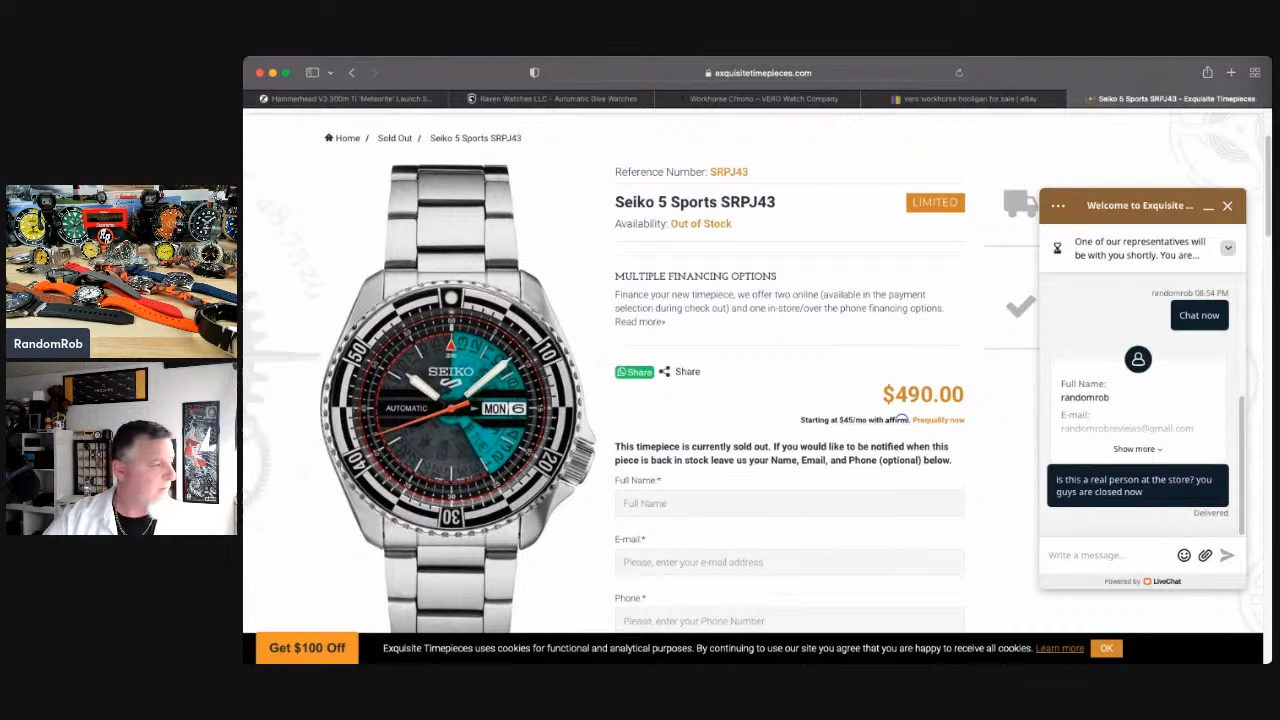 exquisitetimepieces.com
Hammerhead V3 300m Ti 'Meteorite' Launch S...
Raven Watches LLC - Automatic Dive Watches
Workhorse Chrono – VERO Watch Company
vero workhorse hooligan for sale | eBay
Seiko 5 Sports SRPJ43 - Exquisite Timepieces
Home / Sold Out / Seiko 5 Sports SRPJ43
Reference Number: SRPJ43
Seiko 5 Sports SRPJ43
LIMITED
Availability: Out of Stock
MULTIPLE FINANCING OPTIONS
Finance your new timepiece, we offer two online (available in the payment
selection during check out) and one in-store/over the phone financing options.
Read more»
Share
Share
$490.00
Starting at $45/mo with affirm. Prequalify now
This timepiece is currently sold out. If you would like to be notified when this
piece is back in stock leave us your Name, Email, and Phone (optional) below.
Full Name:*
Full Name
E-mail:*
Please, enter your e-mail address
Phone:*
Please, enter your Phone Number
60
10
20
30
40
50
SEIKO
5
AUTOMATIC
MON 6
RandomRob
Welcome to Exquisite ...
One of our representatives will
be with you shortly. You are...
randomrob 08:54 PM
Chat now
Full Name:
randomrob
E-mail:
randomrobreviews@gmail.com
Show more
Is this a real person at the store? you
guys are closed now
Delivered
Write a message...
Powered by LiveChat
Get $100 Off
Exquisite Timepieces uses cookies for functional and analytical purposes. By continuing to use our site you agree that you are happy to receive all cookies. Learn more
OK